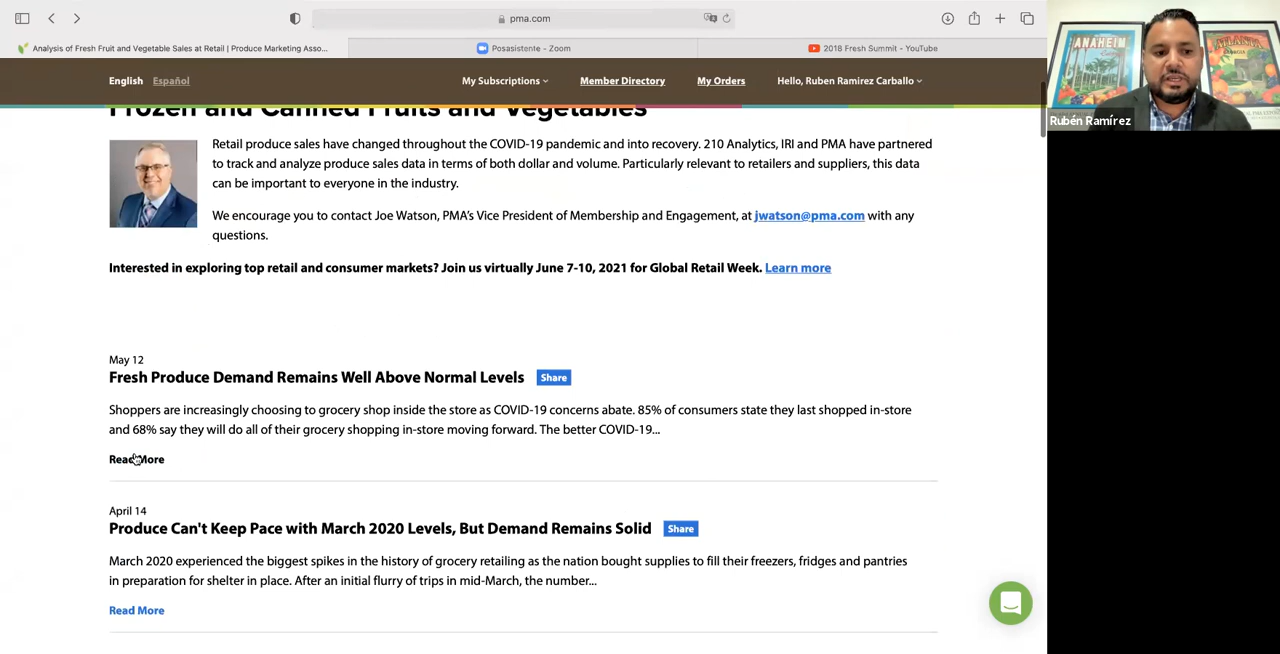 pma.com
Analysis of Fresh Fruit and Vegetable Sales at Retail | Produce Marketing Asso...
Posasistente - Zoom
2018 Fresh Summit - YouTube
English Español My Subscriptions Member Directory My Orders Hello, Ruben Ramirez Carballo
Frozen and Canned Fruits and Vegetables
Retail produce sales have changed throughout the COVID-19 pandemic and into recovery. 210 Analytics, IRI and PMA have partnered
to track and analyze produce sales data in terms of both dollar and volume. Particularly relevant to retailers and suppliers, this data
can be important to everyone in the industry.
We encourage you to contact Joe Watson, PMA’s Vice President of Membership and Engagement, at jwatson@pma.com with any
questions.
Interested in exploring top retail and consumer markets? Join us virtually June 7-10, 2021 for Global Retail Week. Learn more
May 12
Fresh Produce Demand Remains Well Above Normal Levels Share
Shoppers are increasingly choosing to grocery shop inside the store as COVID-19 concerns abate. 85% of consumers state they last shopped in-store
and 68% say they will do all of their grocery shopping in-store moving forward. The better COVID-19...
Read More
April 14
Produce Can't Keep Pace with March 2020 Levels, But Demand Remains Solid Share
March 2020 experienced the biggest spikes in the history of grocery retailing as the nation bought supplies to fill their freezers, fridges and pantries
in preparation for shelter in place. After an initial flurry of trips in mid-March, the number...
Read More
ANAHEIM
ATLANTA
Rubén Ramírez